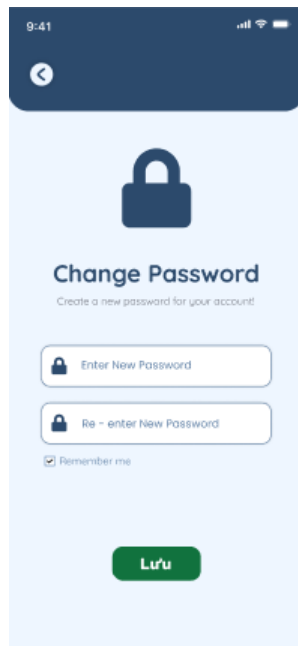 9:41
Change Password
Create a new password for your account!
Enter New Password
Re - enter New Password
Remember me
Lưu